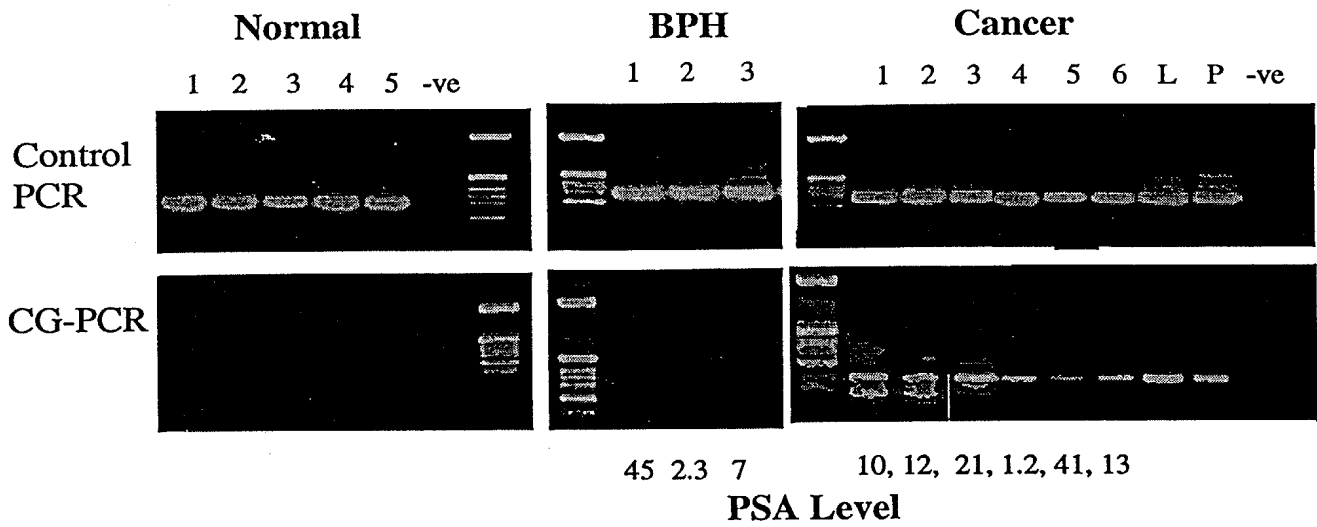 Normal BPH Cancer
1 2 3 4 5 -ve 1 2 3 1 2 3 4 5 6 L P -ve
Control
PCR
CG-PCR
45 2.3 7 10, 12, 21, 1.2, 41, 13
PSA Level